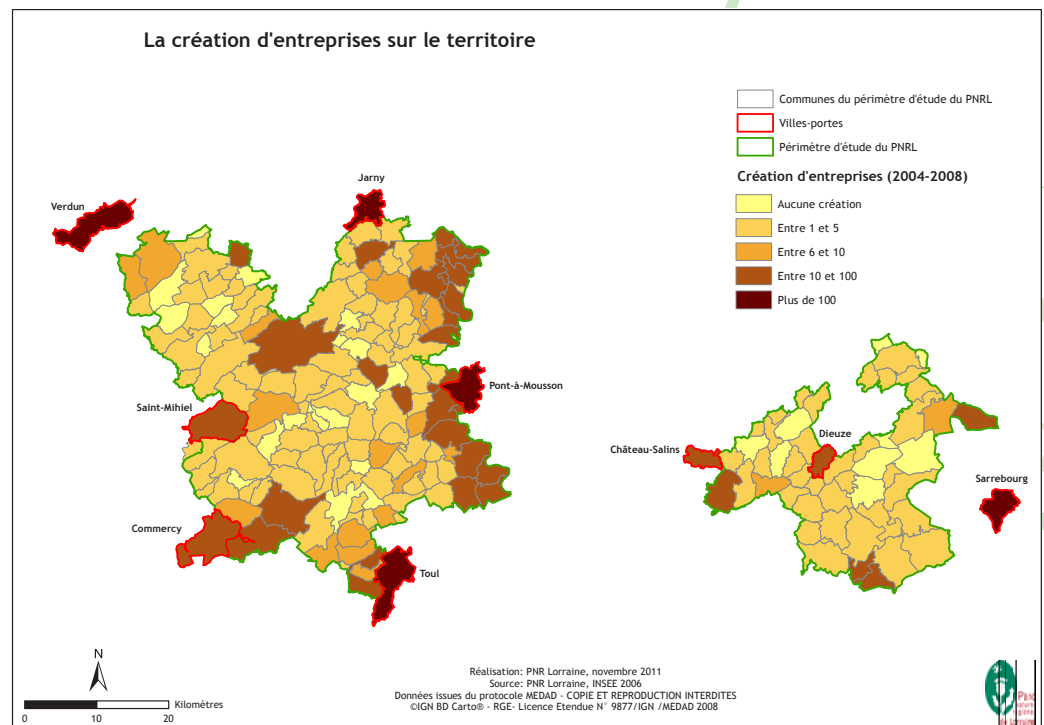 La création d'entreprises sur le territoire
Communes du périmètre d'étude du PNRL
Villes-portes
Périmètre d'étude du PNRL
Création d'entreprises (2004-2008)
Aucune création
Entre 1 et 5
Entre 6 et 10
Entre 10 et 100
Plus de 100
Jarny
Verdun
Pont-à-Mousson
Saint-Mihiel
Dieuze
Château-Salins
Sarrebourg
Commercy
Toul
N
Kilomètres
0 10 20
Réalisation: PNR Lorraine, novembre 2011
Source: PNR Lorraine, INSEE 2006
Données issues du protocole MEDAD - COPIE ET REPRODUCTION INTERDITES
©IGN BD Carto® - RGE- Licence Etendue N° 9877/IGN /MEDAD 2008
de Lorraine